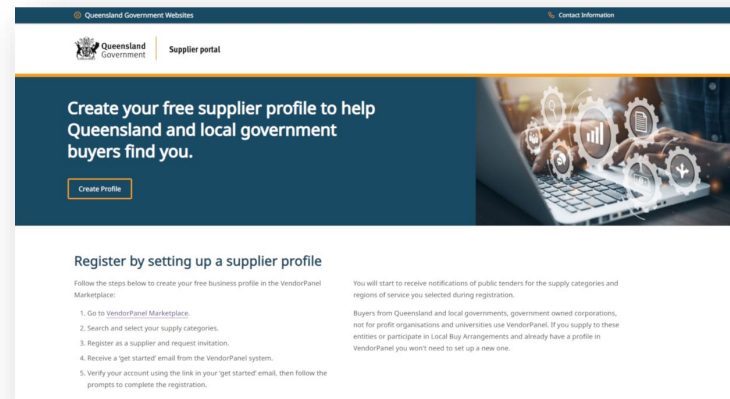 Queensland Government Websites
Contact Information
Queensland
Government
Supplier portal
Create your free supplier profile to help
Queensland and local government
buyers find you.
Create Profile
Register by setting up a supplier profile
Follow the steps below to create your free business profile in the VendorPanel
Marketplace:
1. Go to VendorPanel Marketplace.
2. Search and select your supply categories.
3. Register as a supplier and request invitation.
4. Receive a 'get started' email from the VendorPanel system.
5. Verify your account using the link in your 'get started' email, then follow the
prompts to complete the registration.
You will start to receive notifications of public tenders for the supply categories and
regions of service you selected during registration.
Buyers from Queensland and local governments, government owned corporations,
not for profit organisations and universities use VendorPanel. If you supply to these
entities or participate in Local Buy Arrangements and already have a profile in
VendorPanel you won't need to set up a new one.